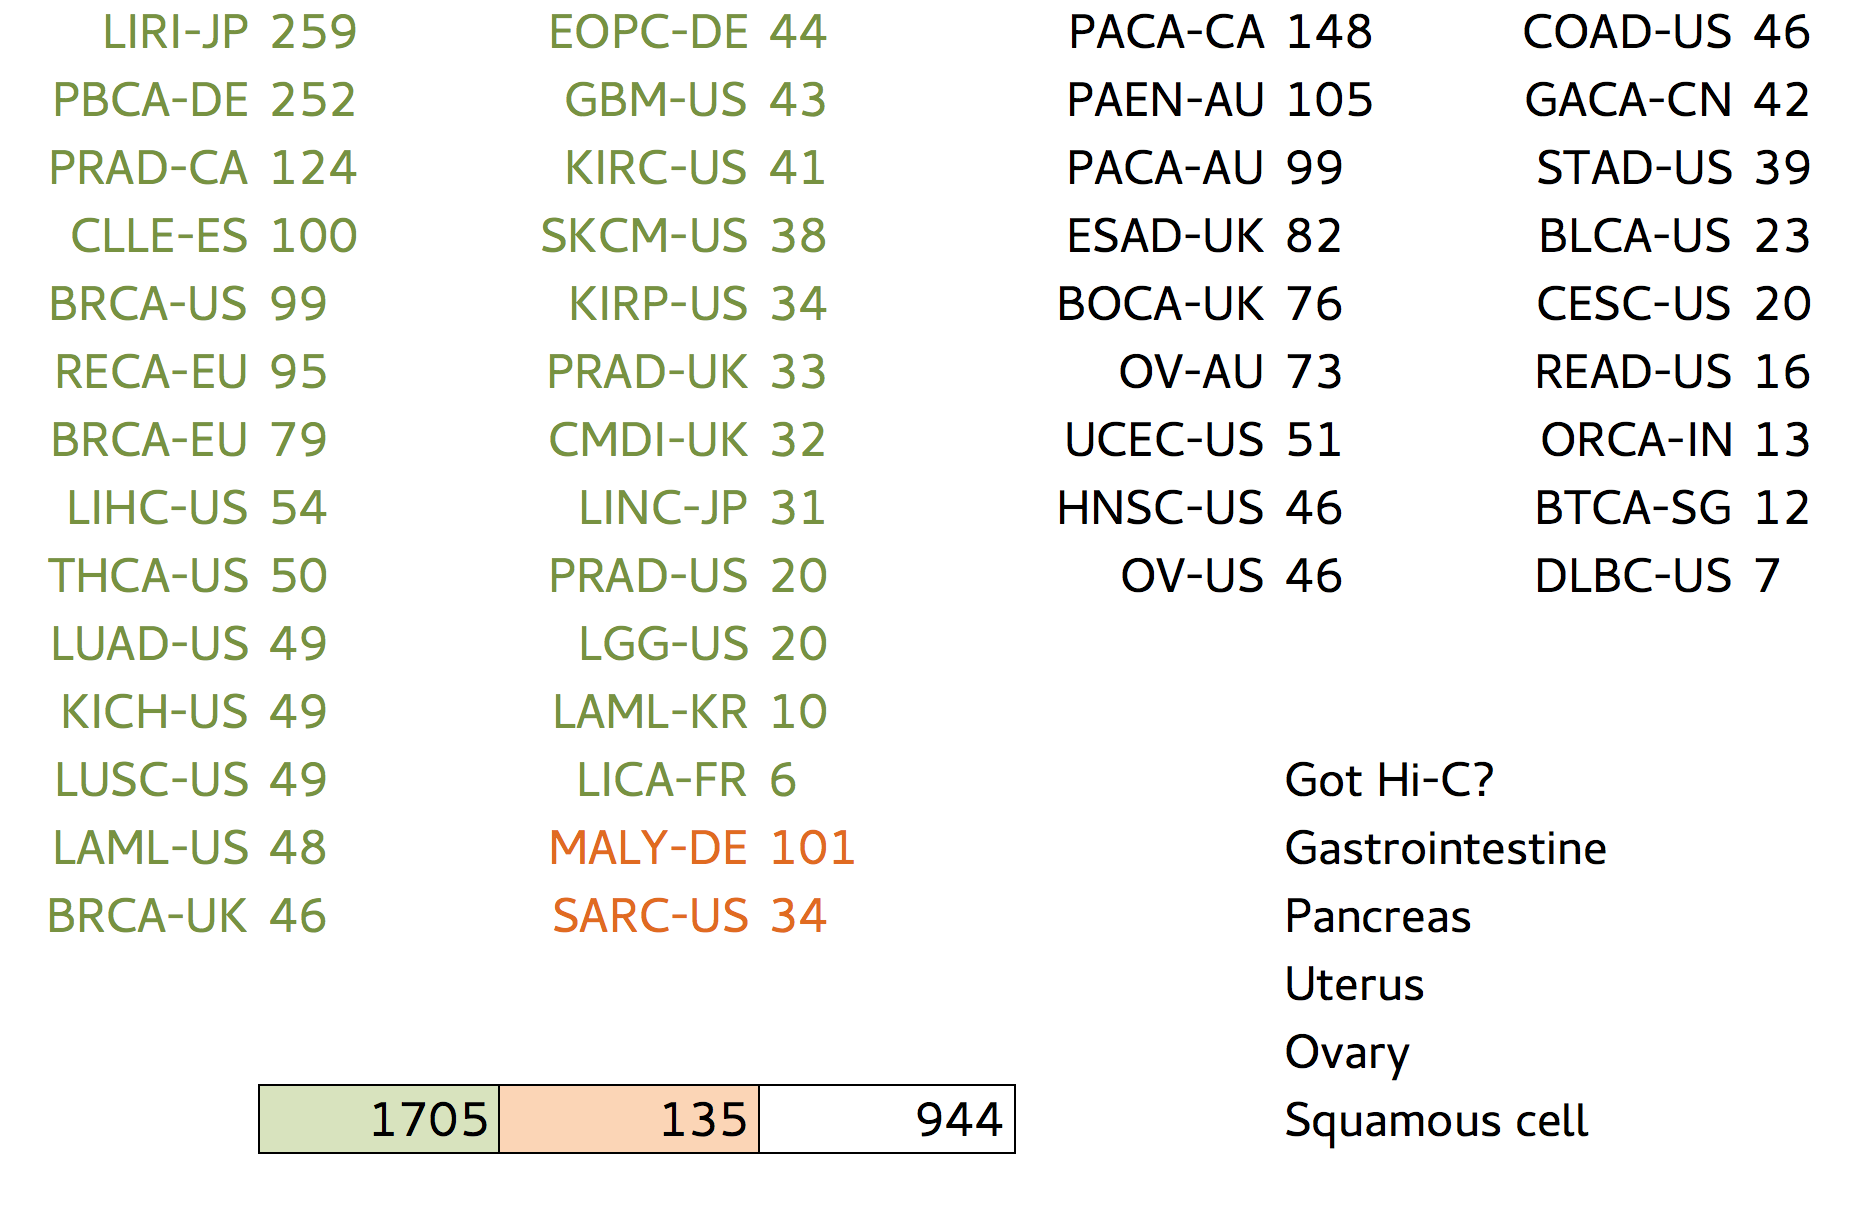 LIRI-JP 259
PBCA-DE 252
PRAD-CA 124
CLLE-ES 100
BRCA-US 99
RECA-EU 95
BRCA-EU 79
LIHC-US 54
THCA-US 50
LUAD-US 49
KICH-US 49
LUSC-US 49
LAML-US 48
BRCA-UK 46
EOPC-DE 44
GBM-US 43
KIRC-US 41
SKCM-US 38
KIRP-US 34
PRAD-UK 33
CMDI-UK 32
LINC-JP 31
PRAD-US 20
LGG-US 20
LAML-KR 10
LICA-FR 6
MALY-DE 101
SARC-US 34
PACA-CA 148
PAEN-AU 105
PACA-AU 99
ESAD-UK 82
BOCA-UK 76
OV-AU 73
UCEC-US 51
HNSC-US 46
OV-US 46
COAD-US 46
GACA-CN 42
STAD-US 39
BLCA-US 23
CESC-US 20
READ-US 16
ORCA-IN 13
BTCA-SG 12
DLBC-US 7
Got Hi-C?
Gastrointestine
Pancreas
Uterus
Ovary
Squamous cell
1705 135 944